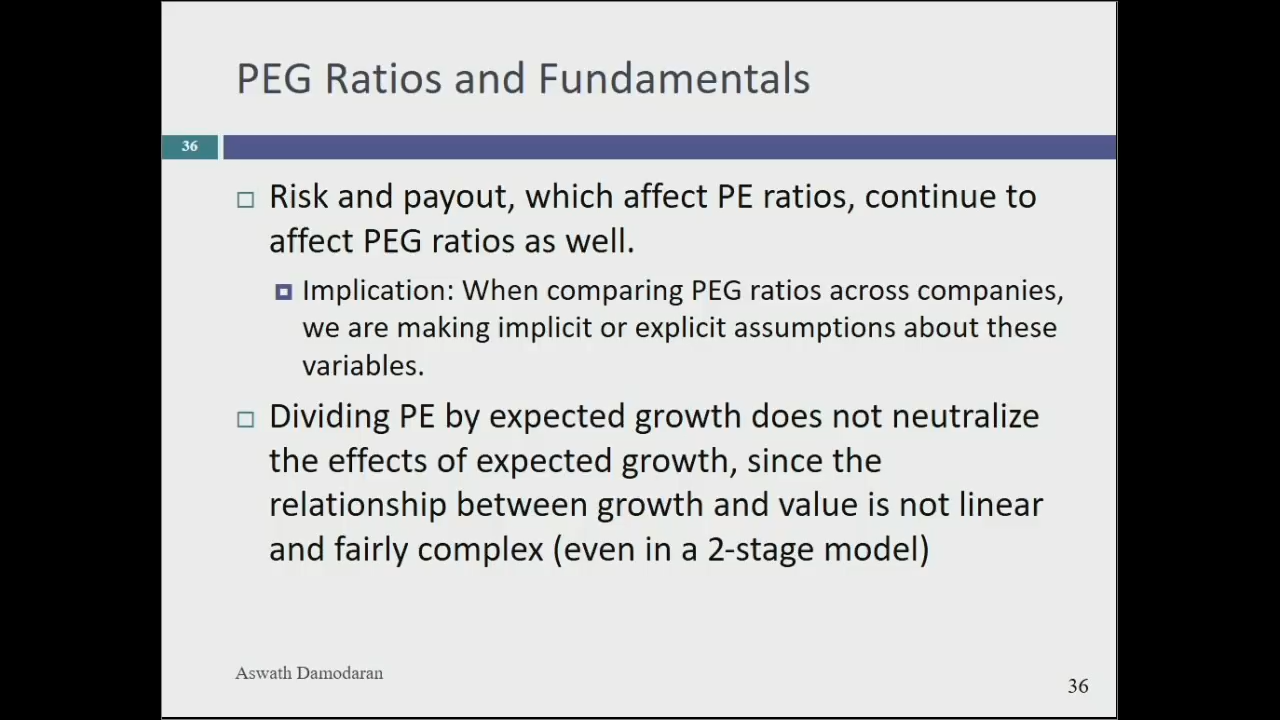 PEG Ratios and Fundamentals
36
Risk and payout, which affect PE ratios, continue to
affect PEG ratios as well.
Implication: When comparing PEG ratios across companies,
we are making implicit or explicit assumptions about these
variables.
Dividing PE by expected growth does not neutralize
the effects of expected growth, since the
relationship between growth and value is not linear
and fairly complex (even in a 2-stage model)
Aswath Damodaran
36